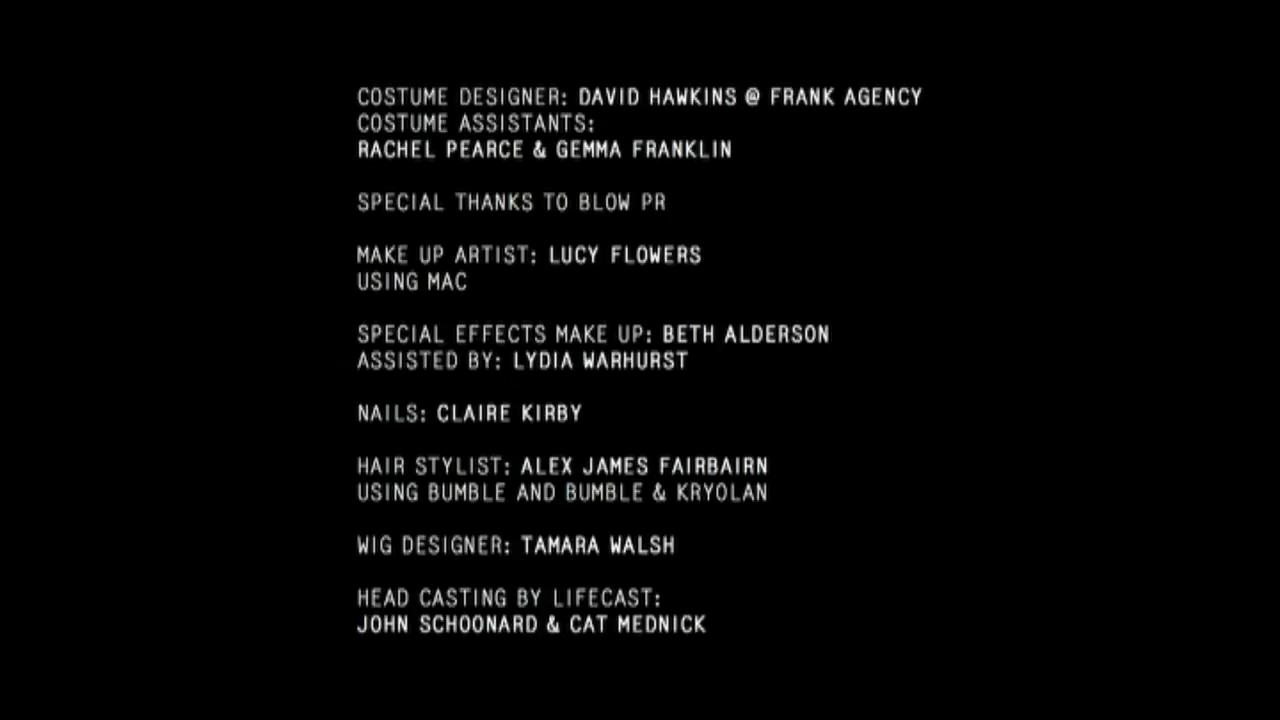 COSTUME DESIGNER: DAVID HAWKINS @ FRANK AGENCY
COSTUME ASSISTANTS:
RACHEL PEARCE & GEMMA FRANKLIN
SPECIAL THANKS TO BLOW PR
MAKE UP ARTIST: LUCY FLOWERS
USING MAC
SPECIAL EFFECTS MAKE UP: BETH ALDERSON
ASSISTED BY: LYDIA WARHURST
NAILS: CLAIRE KIRBY
HAIR STYLIST: ALEX JAMES FAIRBAIRN
USING BUMBLE AND BUMBLE & KRYOLAN
WIG DESIGNER: TAMARA WALSH
HEAD CASTING BY LIFECAST:
JOHN SCHOONARD & CAT MEDNICK